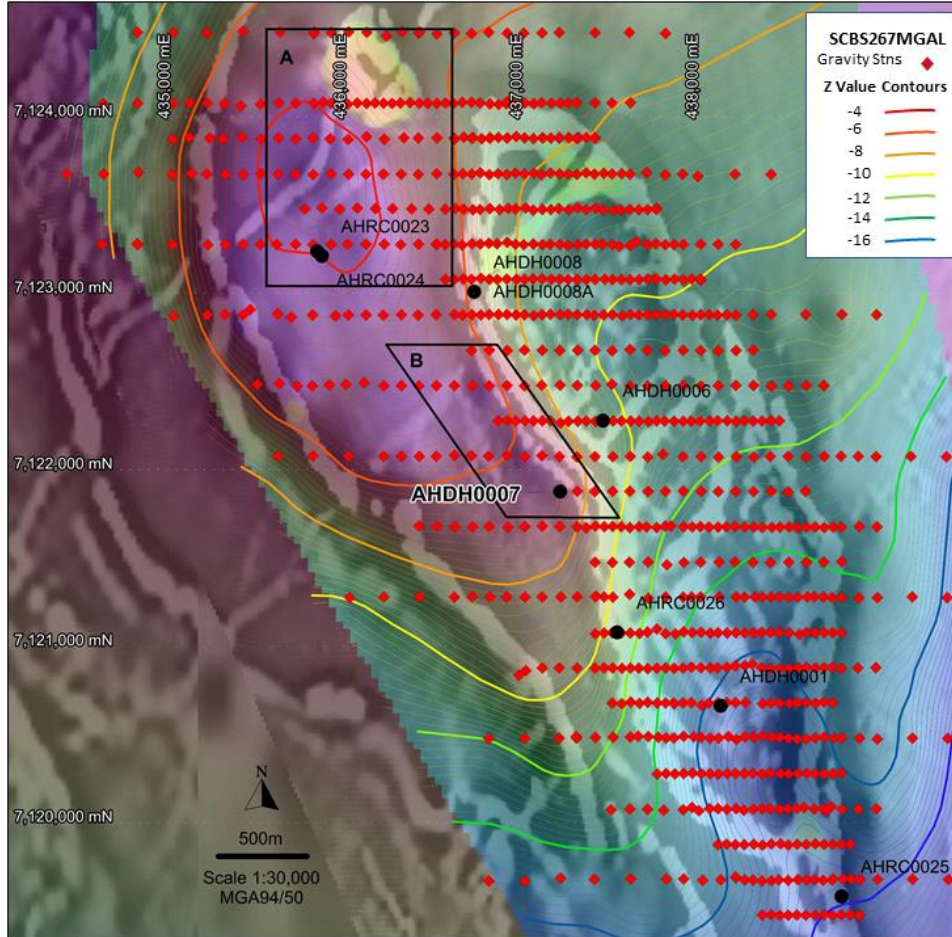 SCBS267MGAL
Gravity Stns
Z Value Contours
-4
-6
-8
-10
-12
-14
-16
435,000 mE
436,000 mE
437,000 mE
438,000 mE
7,124,000 mN
7,123,000 mN
7,122,000 mN
7,121,000 mN
7,120,000 mN
A
AHRC0023
AHRC0024
AHDH0008
AHDH0008A
B
AHDH0006
AHDH0007
AHRC0026
AHDH0001
AHRC0025
N
500m
Scale 1:30,000
MGA94/50